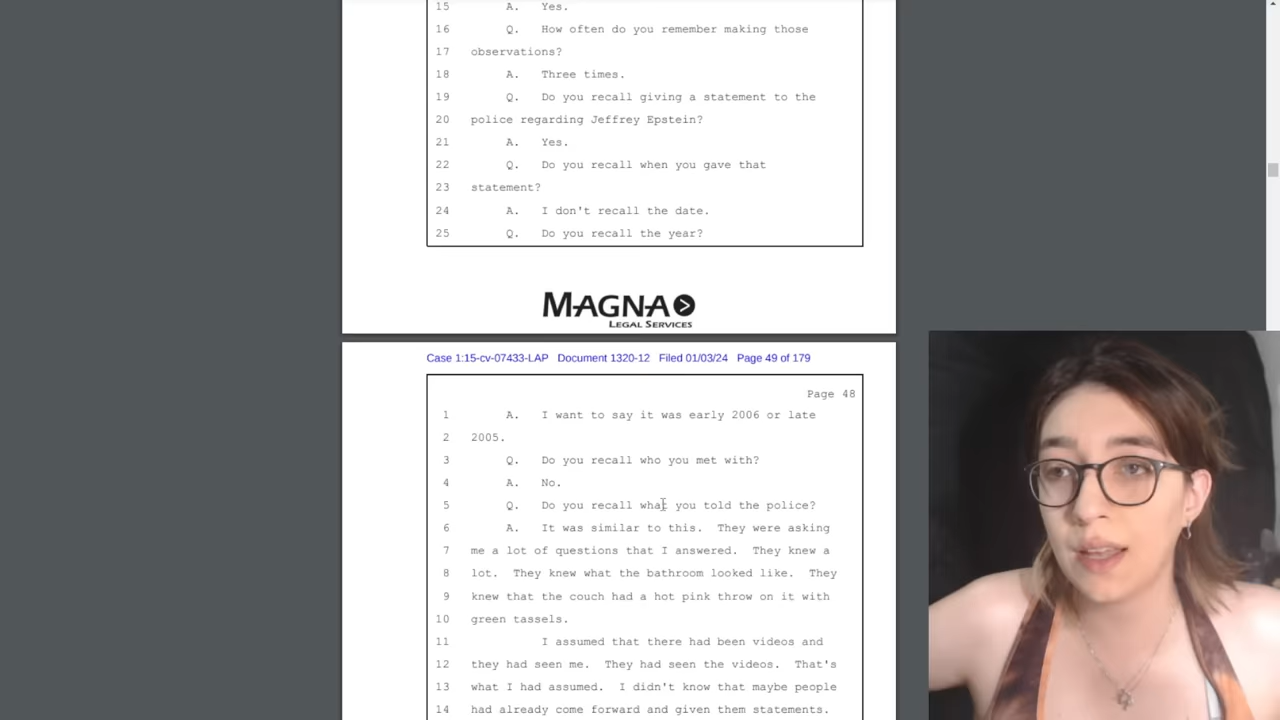 15 A. Yes.
16 Q. How often do you remember making those
17 observations?
18 A. Three times.
19 Q. Do you recall giving a statement to the
20 police regarding Jeffrey Epstein?
21 A. Yes.
22 Q. Do you recall when you gave that
23 statement?
24 A. I don't recall the date.
25 Q. Do you recall the year?
MAGNA
LEGAL SERVICES
Case 1:15-cv-07433-LAP Document 1320-12 Filed 01/03/24 Page 49 of 179
Page 48
1 A. I want to say it was early 2006 or late
2 2005.
3 Q. Do you recall who you met with?
4 A. No.
5 Q. Do you recall what you told the police?
6 A. It was similar to this. They were asking
7 me a lot of questions that I answered. They knew a
8 lot. They knew what the bathroom looked like. They
9 knew that the couch had a hot pink throw on it with
10 green tassels.
11 I assumed that there had been videos and
12 they had seen me. They had seen the videos. That's
13 what I had assumed. I didn't know that maybe people
14 had already come forward and given them statements.